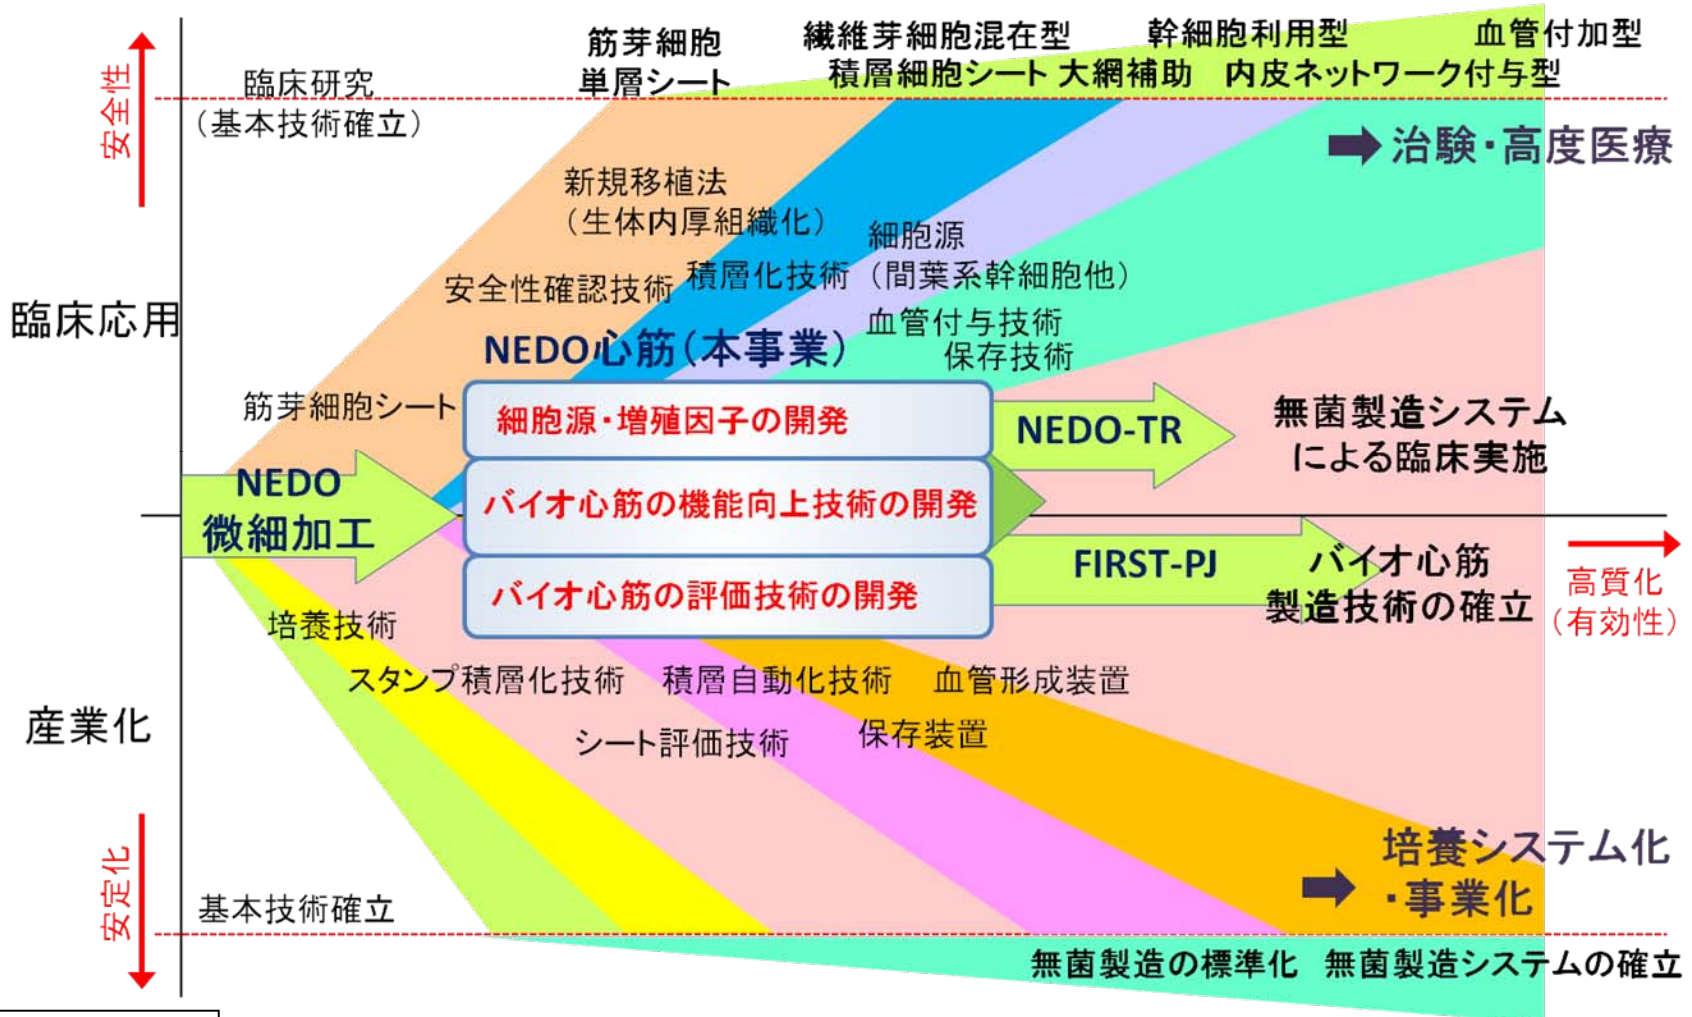 筋芽細胞
単層シート
繊維芽細胞混在型
積層細胞シート 大網補助
幹細胞利用型
内皮ネットワーク付与型
血管付加型
安全性
臨床研究
（基本技術確立）
➡ 治験・高度医療
新規移植法
（生体内厚組織化）
細胞源
（間葉系幹細胞他）
安全性確認技術
積層化技術
血管付与技術
保存技術
臨床応用
NEDO心筋（本事業）
筋芽細胞シート
細胞源・増殖因子の開発
NEDO-TR
無菌製造システム
による臨床実施
NEDO
微細加工
バイオ心筋の機能向上技術の開発
バイオ心筋の評価技術の開発
FIRST-PJ
バイオ心筋
製造技術の確立
高質化
（有効性）
培養技術
スタンプ積層化技術
積層自動化技術
血管形成装置
シート評価技術
保存装置
産業化
培養システム化
➡ ・事業化
安定化
基本技術確立
無菌製造の標準化
無菌製造システムの確立